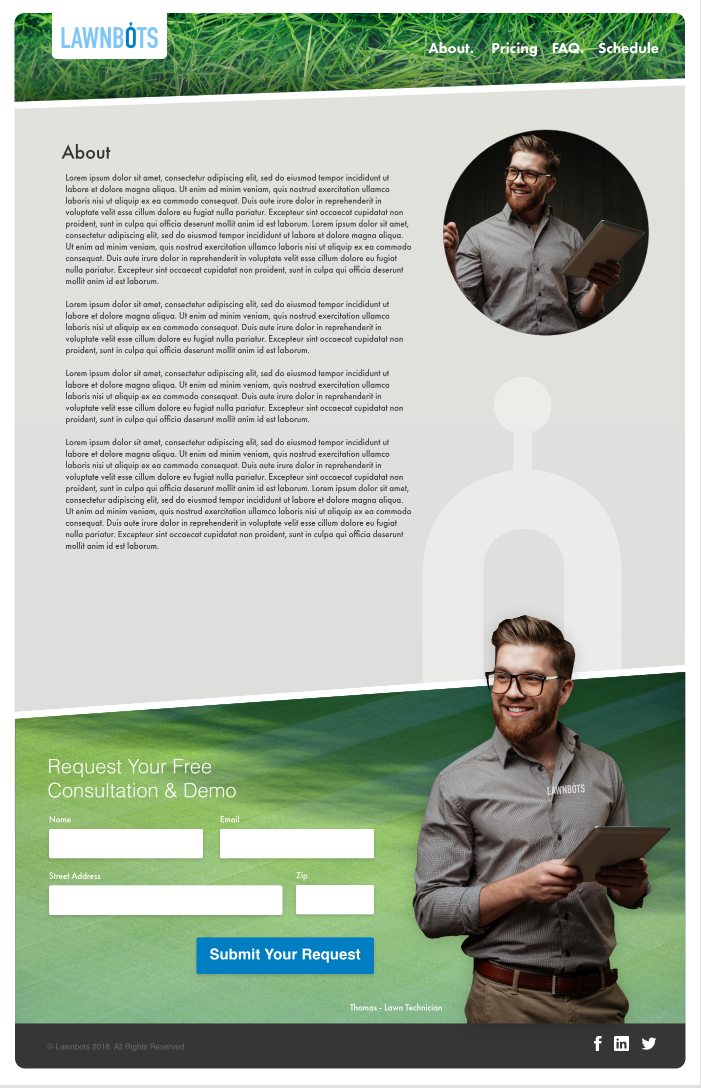 LAWNBOTS
About. Pricing FAQ. Schedule
About
Lorem ipsum dolor sit amet, consectetur adipiscing elit, sed do eiusmod tempor incididunt ut
labore et dolore magna aliqua. Ut enim ad minim veniam, quis nostrud exercitation ullamco
laboris nisi ut aliquip ex ea commodo consequat. Duis aute irure dolor in reprehenderit in
voluptate velit esse cillum dolore eu fugiat nulla pariatur. Excepteur sint occaecat cupidatat non
proident, sunt in culpa qui officia deserunt mollit anim id est laborum. Lorem ipsum dolor sit amet,
consectetur adipiscing elit, sed do eiusmod tempor incididunt ut labore et dolore magna aliqua.
Ut enim ad minim veniam, quis nostrud exercitation ullamco laboris nisi ut aliquip ex ea commodo
consequat. Duis aute irure dolor in reprehenderit in voluptate velit esse cillum dolore eu fugiat
nulla pariatur. Excepteur sint occaecat cupidatat non proident, sunt in culpa qui officia deserunt
mollit anim id est laborum.
Lorem ipsum dolor sit amet, consectetur adipiscing elit, sed do eiusmod tempor incididunt ut
labore et dolore magna aliqua. Ut enim ad minim veniam, quis nostrud exercitation ullamco
laboris nisi ut aliquip ex ea commodo consequat. Duis aute irure dolor in reprehenderit in
voluptate velit esse cillum dolore eu fugiat nulla pariatur. Excepteur sint occaecat cupidatat non
proident, sunt in culpa qui officia deserunt mollit anim id est laborum.
Lorem ipsum dolor sit amet, consectetur adipiscing elit, sed do eiusmod tempor incididunt ut
labore et dolore magna aliqua. Ut enim ad minim veniam, quis nostrud exercitation ullamco
laboris nisi ut aliquip ex ea commodo consequat. Duis aute irure dolor in reprehenderit in
voluptate velit esse cillum dolore eu fugiat nulla pariatur. Excepteur sint occaecat cupidatat non
proident, sunt in culpa qui officia deserunt mollit anim id est laborum.
Lorem ipsum dolor sit amet, consectetur adipiscing elit, sed do eiusmod tempor incididunt ut
labore et dolore magna aliqua. Ut enim ad minim veniam, quis nostrud exercitation ullamco
laboris nisi ut aliquip ex ea commodo consequat. Duis aute irure dolor in reprehenderit in
voluptate velit esse cillum dolore eu fugiat nulla pariatur. Excepteur sint occaecat cupidatat non
proident, sunt in culpa qui officia deserunt mollit anim id est laborum. Lorem ipsum dolor sit amet,
consectetur adipiscing elit, sed do eiusmod tempor incididunt ut labore et dolore magna aliqua.
Ut enim ad minim veniam, quis nostrud exercitation ullamco laboris nisi ut aliquip ex ea commodo
consequat. Duis aute irure dolor in reprehenderit in voluptate velit esse cillum dolore eu fugiat
nulla pariatur. Excepteur sint occaecat cupidatat non proident, sunt in culpa qui officia deserunt
mollit anim id est laborum.
Request Your Free
Consultation & Demo
LAWNBOTS
Name Email
Street Address Zip
Submit Your Request
Thomas - Lawn Technician
© Lawnbots 2018. All Rights Reserved